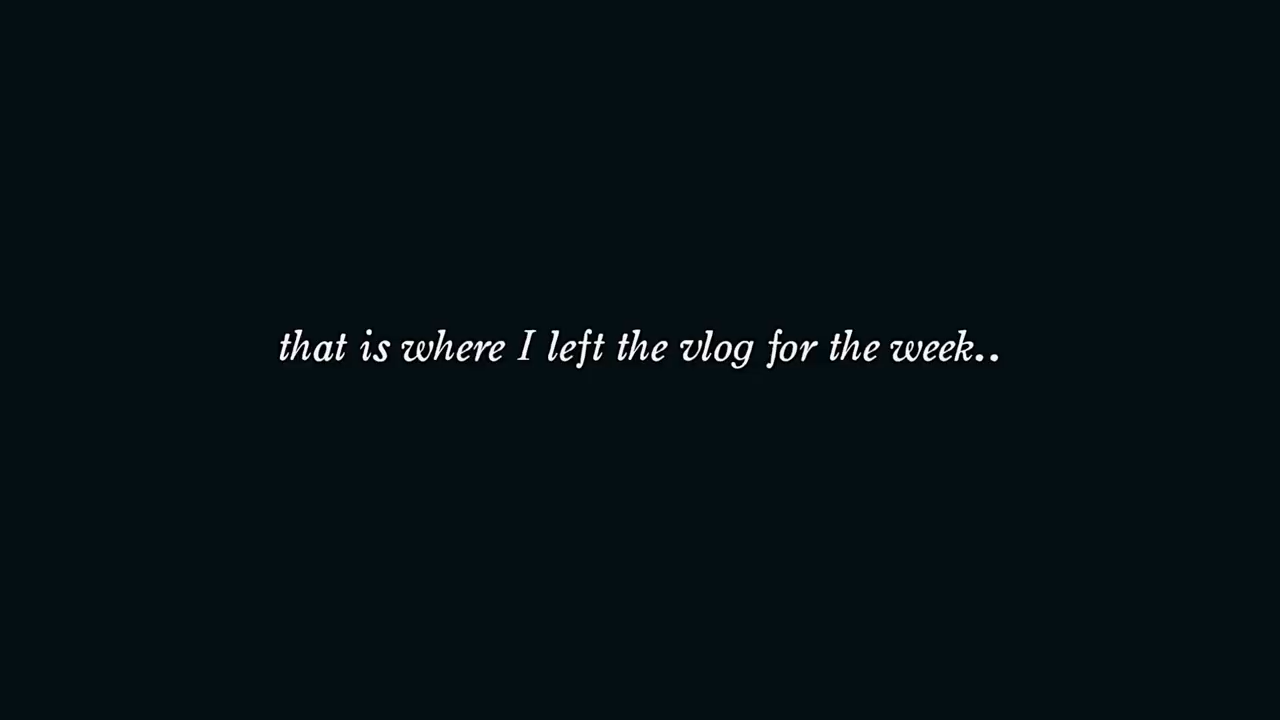 that is where I left the vlog for the week..